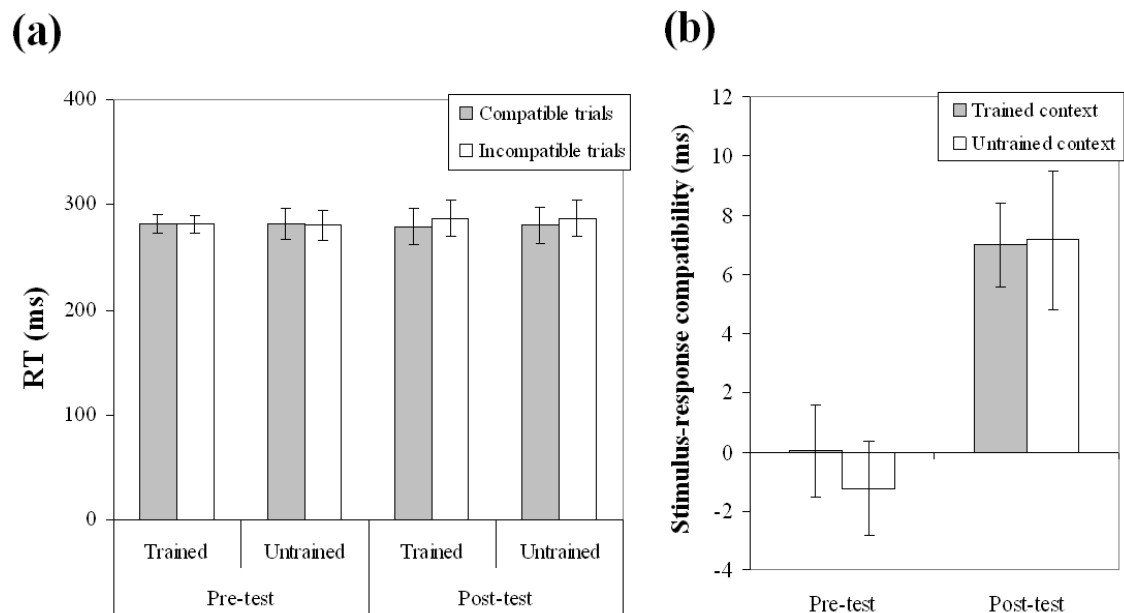 (a)
400
300
200
100
0
RT (ms)
Compatible trials
Incompatible trials
Trained Untrained Trained Untrained
Pre-test Post-test
(b)
12
10
8
6
4
2
0
-2
-4
Stimulus-response compatibility (ms)
Trained context
Untrained context
Pre-test Post-test